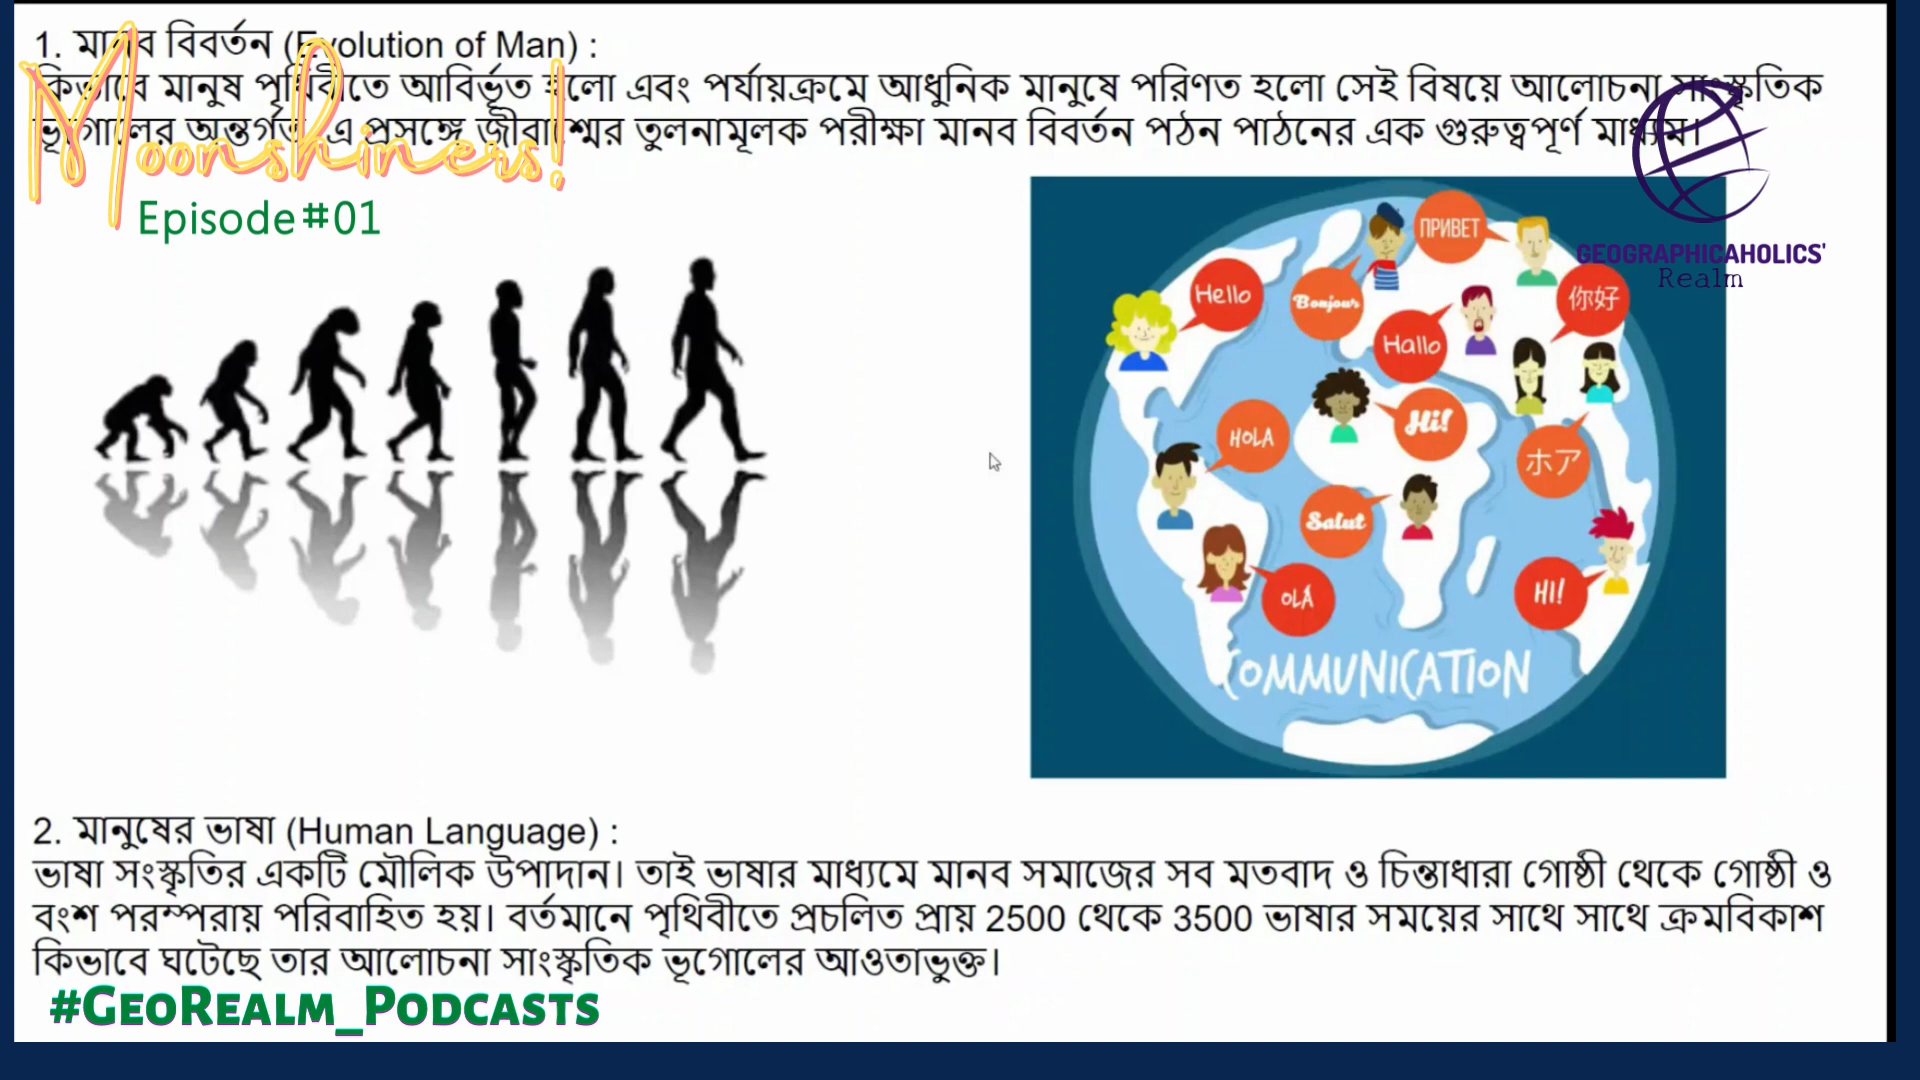 1. মানব বিবর্তন (Evolution of Man) :
কিভাবে মানুষ পৃথিবীতে আবির্ভূত হলো এবং পর্যায়ক্রমে আধুনিক মানুষে পরিণত হলো সেই বিষয়ে আলোচনা সাংস্কৃতিক
ভূগোলের অন্তর্গত এ প্রসঙ্গে জীবাশ্মের তুলনামূলক পরীক্ষা মানব বিবর্তন পঠন পাঠনের এক গুরুত্বপূর্ণ মাধ্যম।
Moonshiners!
Episode#01
GEOGRAPHICAHOLICS'
Realm
ПРИВЕТ
Hello
Bonjour
你好
Hallo
Hi!
HOLA
ホア
Salut
OLÁ
HI!
COMMUNICATION
2. মানুষের ভাষা (Human Language) :
ভাষা সংস্কৃতির একটি মৌলিক উপাদান। তাই ভাষার মাধ্যমে মানব সমাজের সব মতবাদ ও চিন্তাধারা গোষ্ঠী থেকে গোষ্ঠী ও
বংশ পরম্পরায় পরিবাহিত হয়। বর্তমানে পৃথিবীতে প্রচলিত প্রায় 2500 থেকে 3500 ভাষার সময়ের সাথে সাথে ক্রমবিকাশ
কিভাবে ঘটেছে তার আলোচনা সাংস্কৃতিক ভূগোলের আওতাভুক্ত।
#GEOREALM_PODCASTS